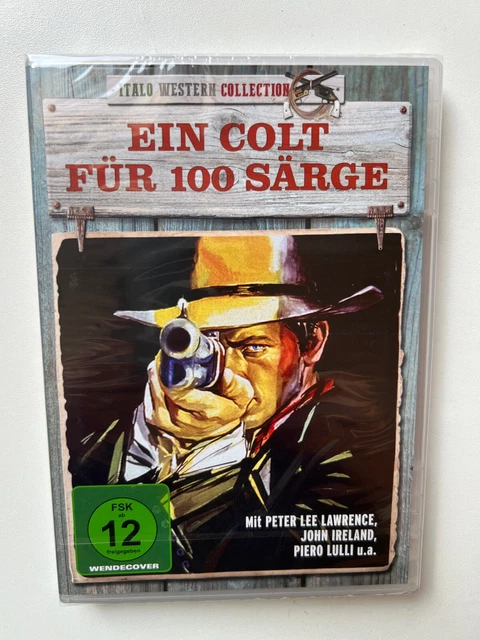 ITALO WESTERN COLLECTION
EIN COLT
FÜR 100 SÄRGE
Mit PETER LEE LAWRENCE,
JOHN IRELAND,
PIERO LULLI u.a.
FSK
ab
12
freigegeben
WENDECOVER